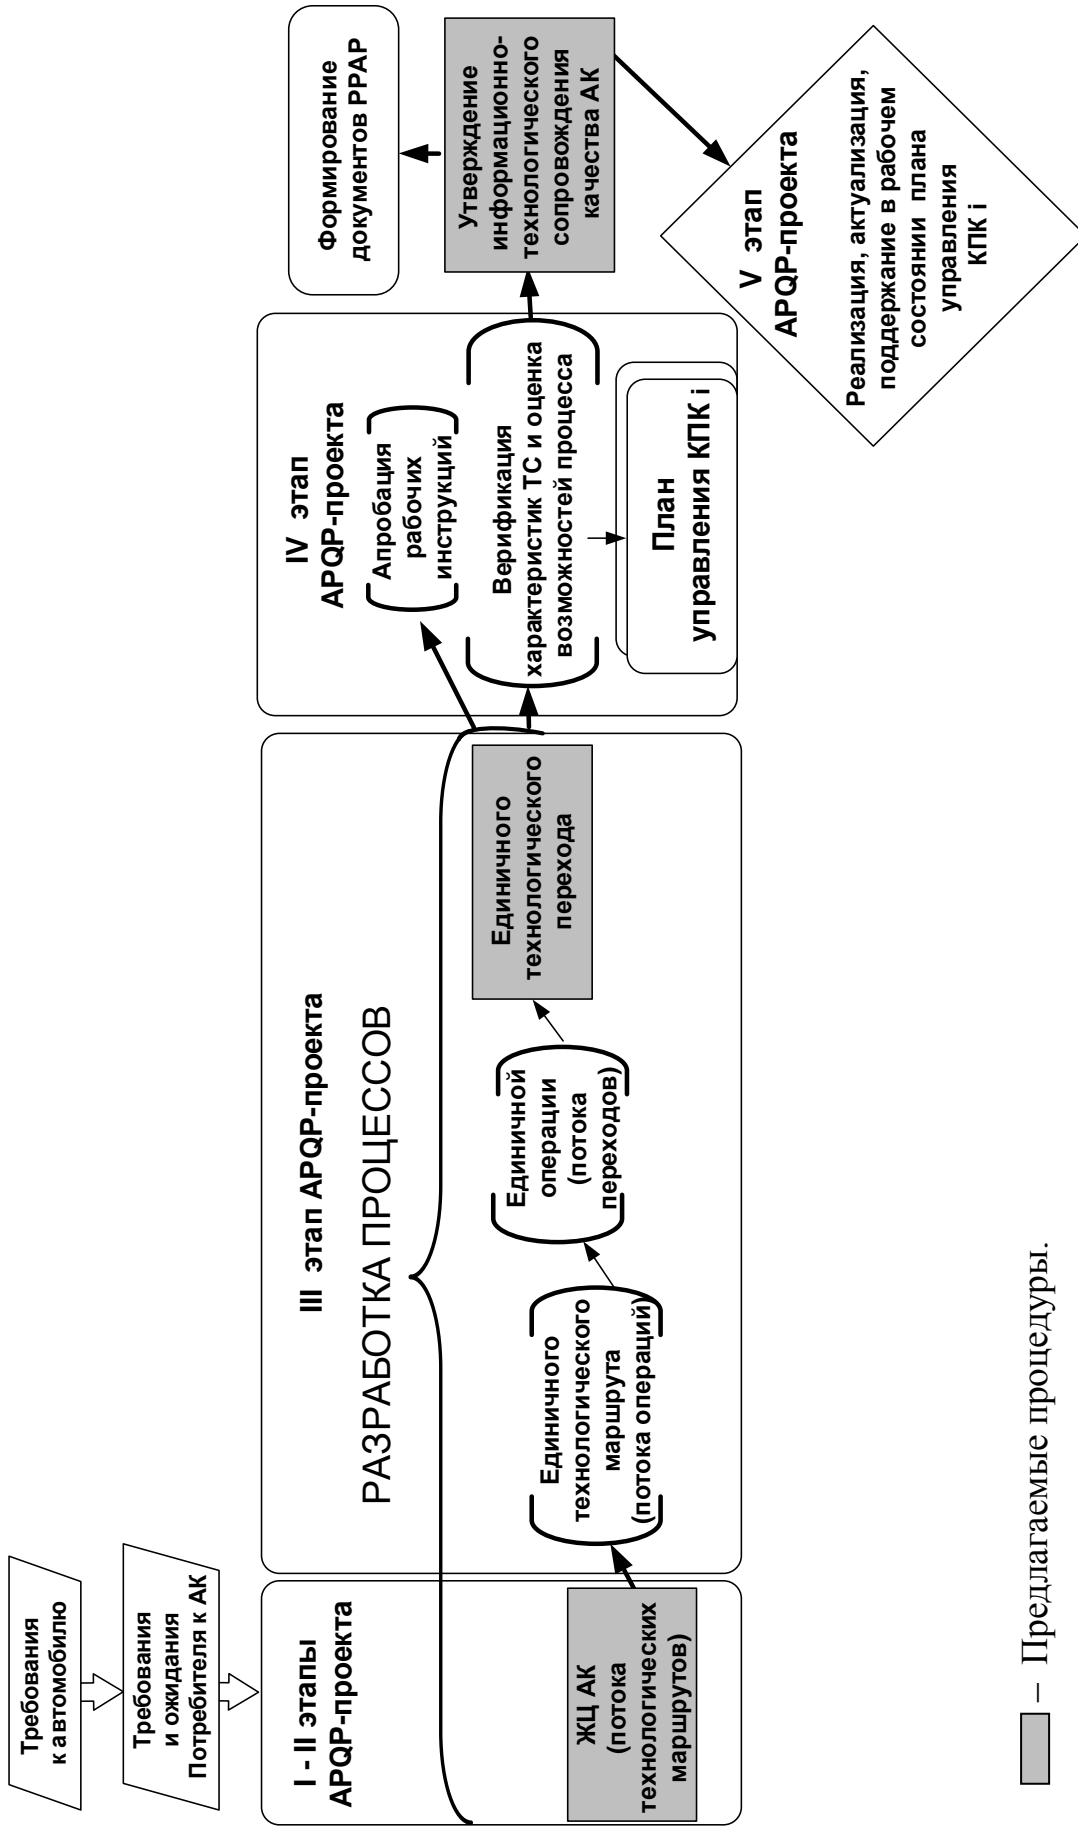 Требования
к автомобилю
Требования
и ожидания
Потребителя к АК
I - II этапы
APQP-проекта
ЖЦ АК
(потока
технологических
маршрутов)
III этап APQP-проекта
РАЗРАБОТКА ПРОЦЕССОВ
Единичного
технологического
маршрута
(потока операций)
Единичной
операции
(потока
переходов)
Единичного
технологического
перехода
IV этап
APQP-проекта
Апробация
рабочих
инструкций
Верификация
характеристик ТС и оценка
возможностей процесса
План
управления КПК i
Формирование
документов PPAP
Утверждение
информационно-
технологического
сопровождения
качества АК
V этап
APQP-проекта
Реализация, актуализация,
поддержание в рабочем
состоянии плана
управления
КПК i
– Предлагаемые процедуры.